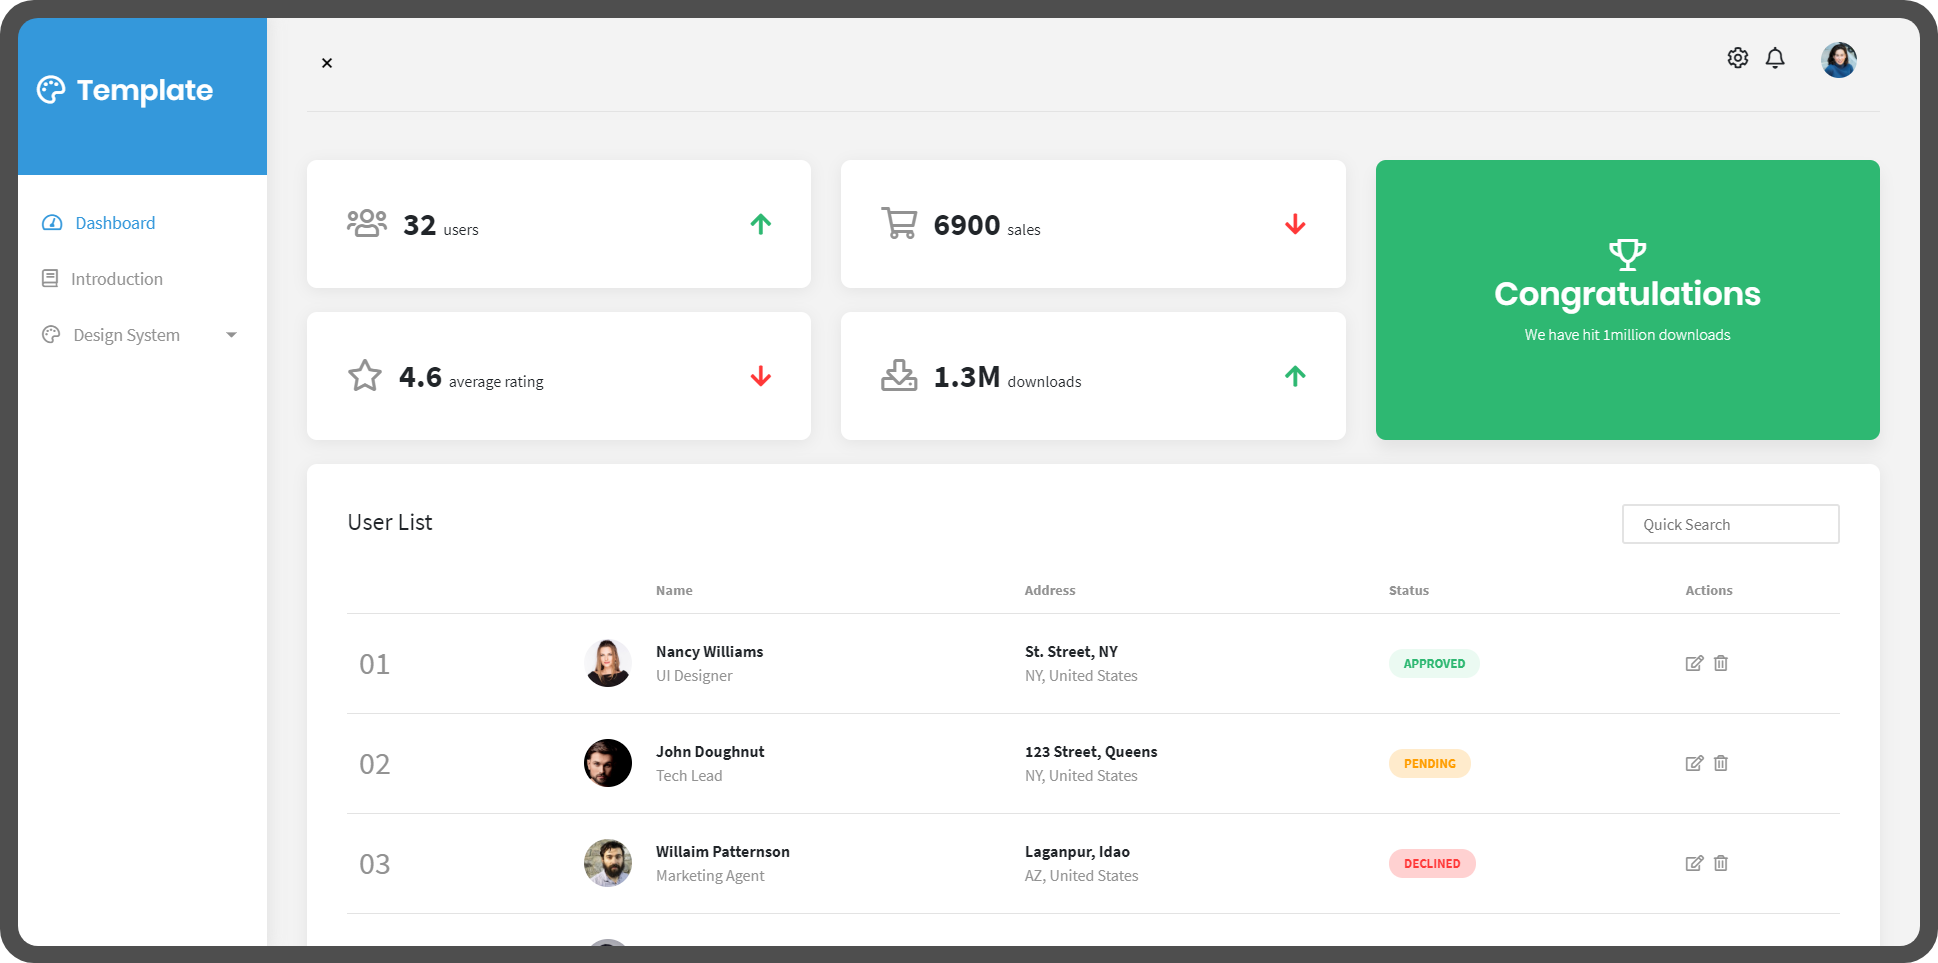 Template
Dashboard
Introduction
Design System
32 users
6900 sales
4.6 average rating
1.3M downloads
Congratulations
We have hit 1million downloads
User List
Quick Search
Name Address Status Actions
01
Nancy Williams
UI Designer
St. Street, NY
NY, United States
APPROVED
02
John Doughnut
Tech Lead
123 Street, Queens
NY, United States
PENDING
03
Willaim Patternson
Marketing Agent
Laganpur, Idao
AZ, United States
DECLINED